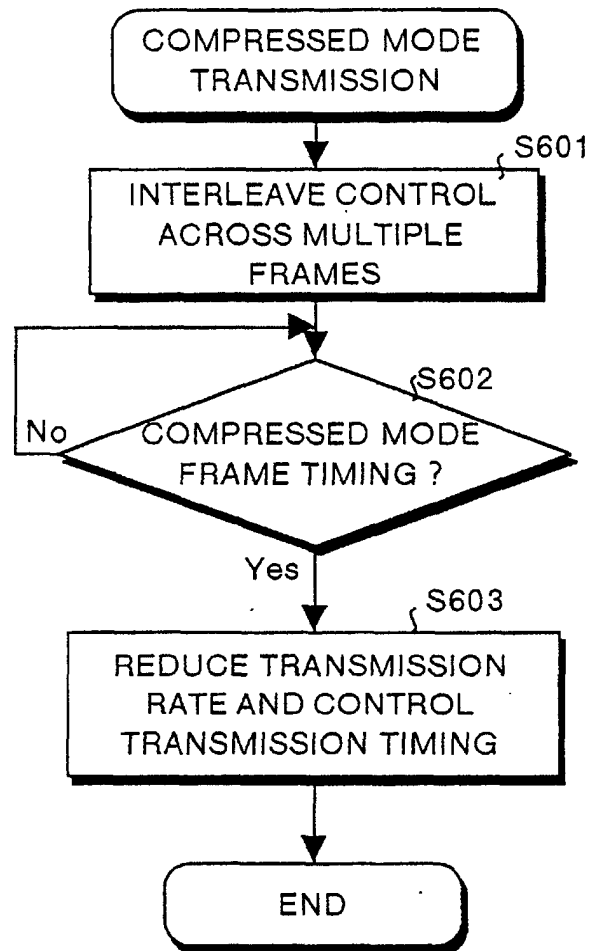 COMPRESSED MODE
TRANSMISSION
S601
INTERLEAVE CONTROL
ACROSS MULTIPLE
FRAMES
S602
No
COMPRESSED MODE
FRAME TIMING ?
Yes
S603
REDUCE TRANSMISSION
RATE AND CONTROL
TRANSMISSION TIMING
END